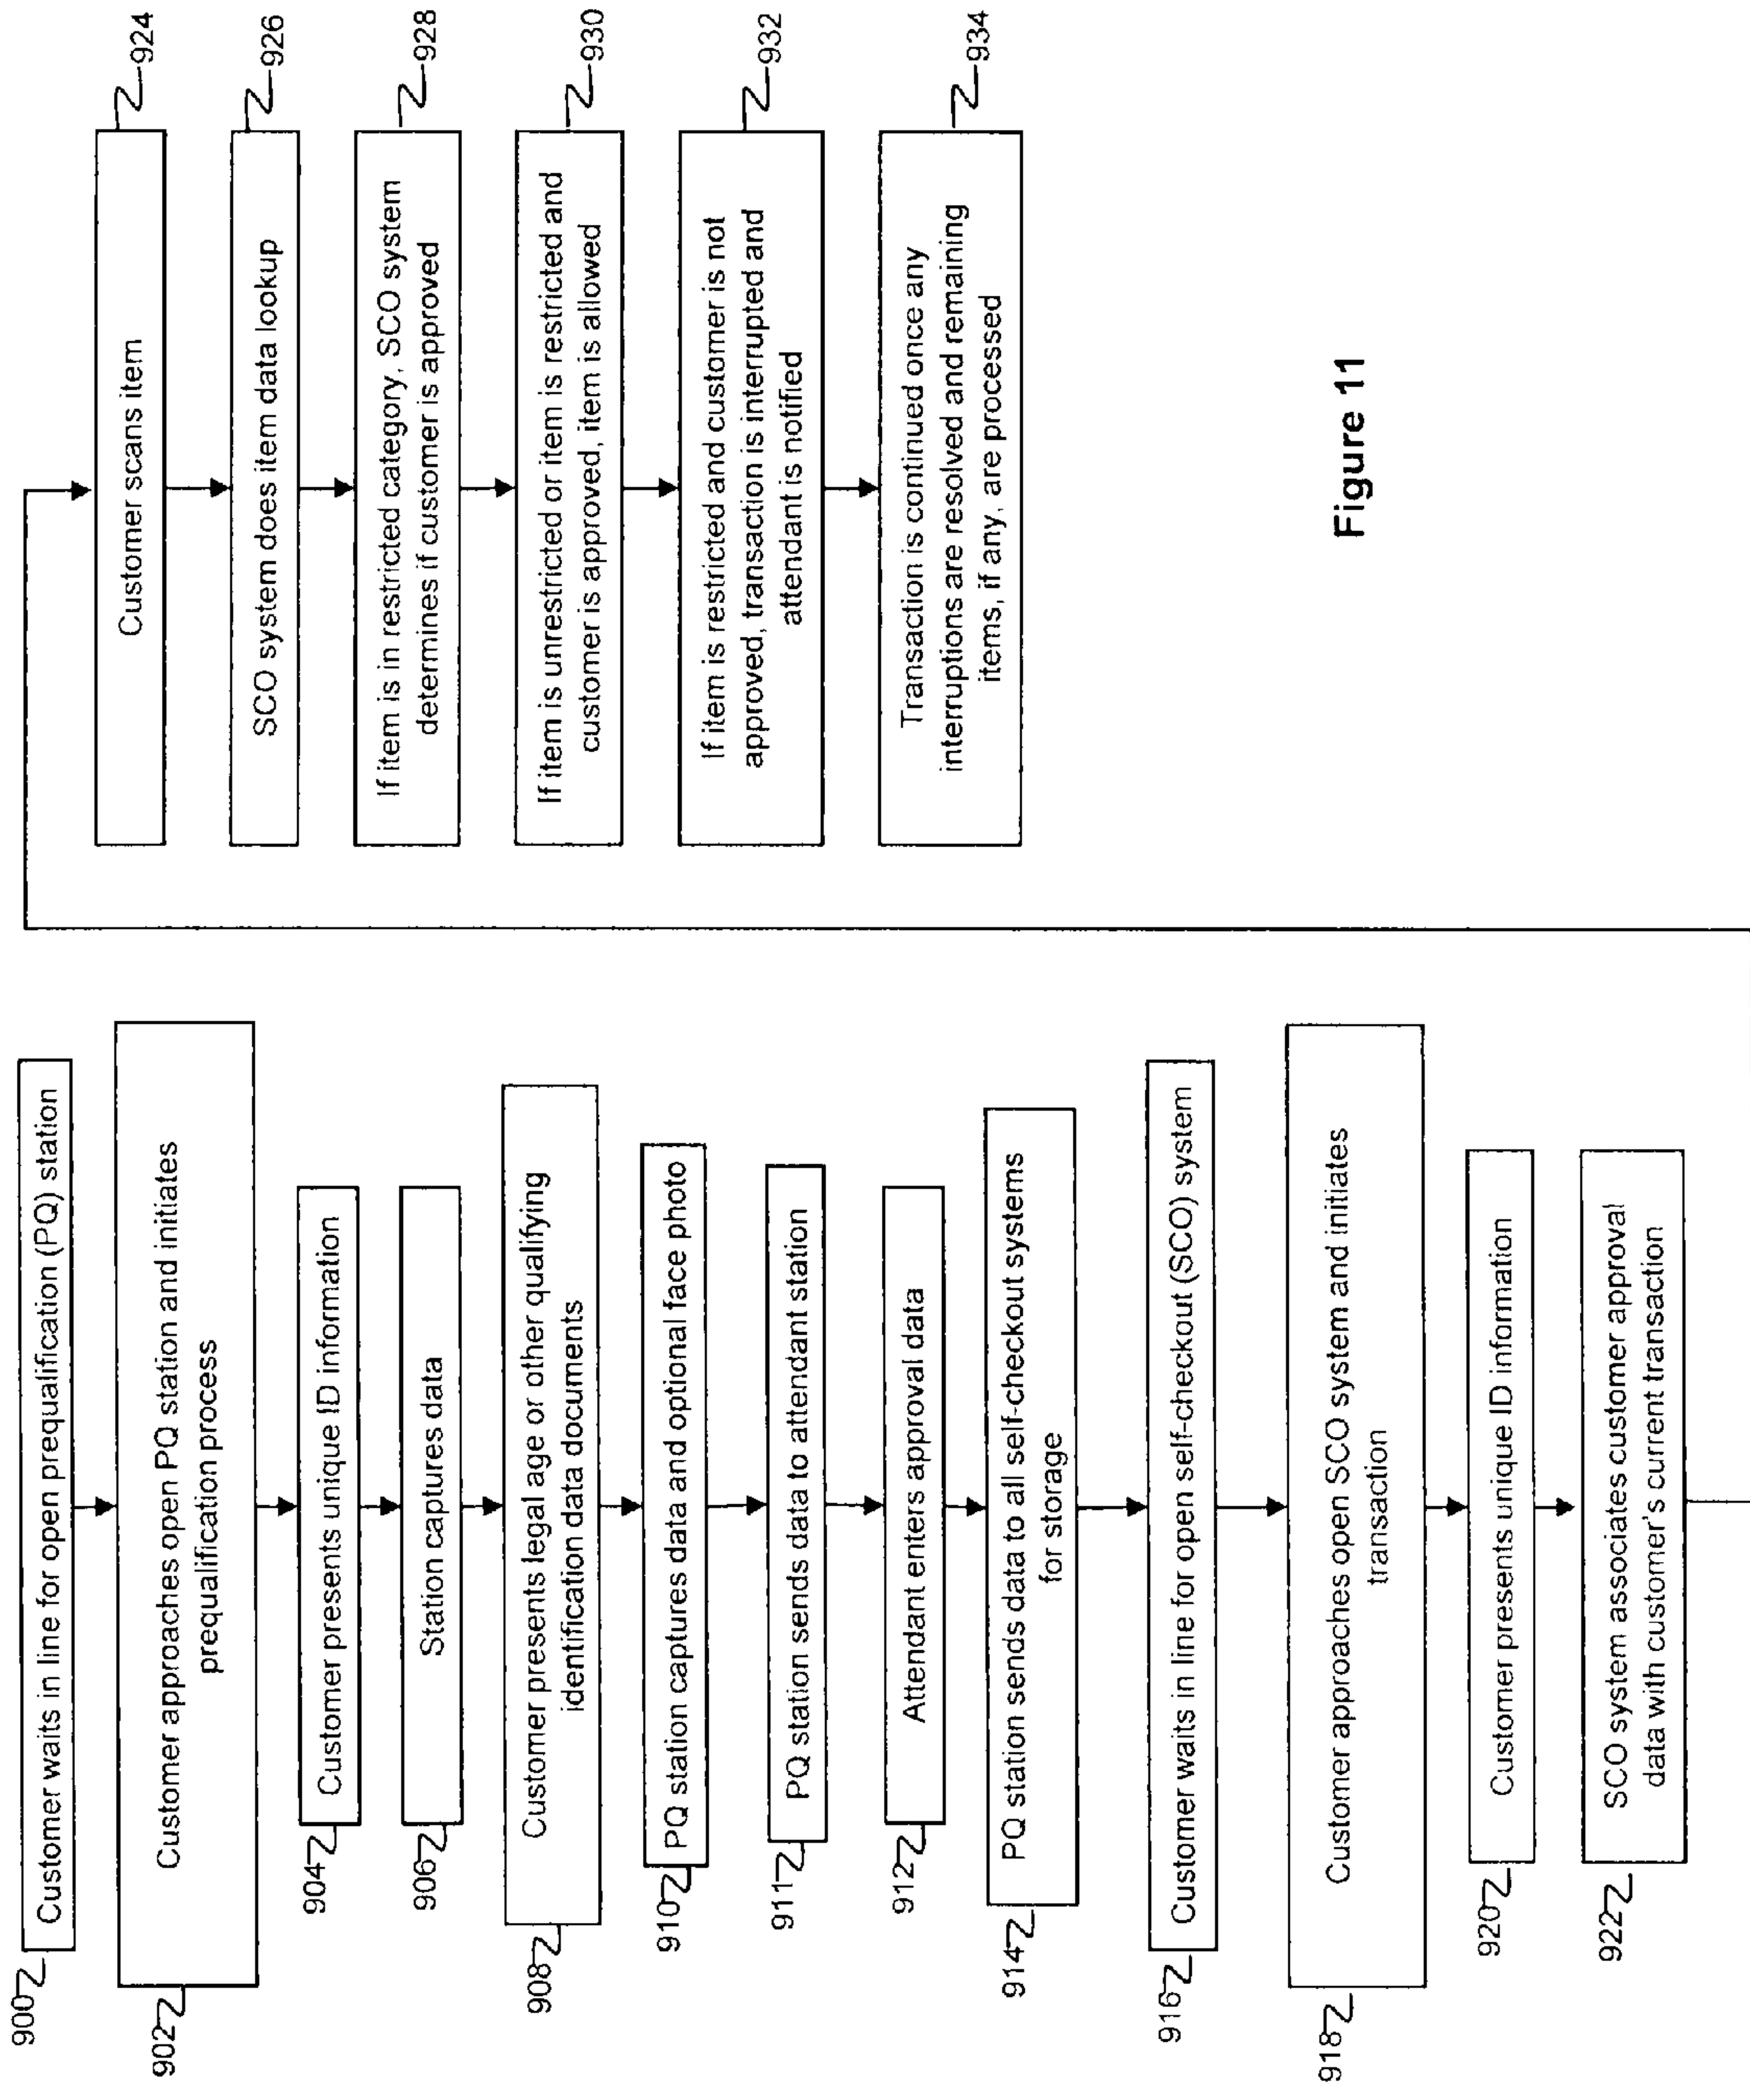 900
Customer waits in line for open prequalification (PQ) station
902
Customer approaches open PQ station and initiates
prequalification process
904
Customer presents unique ID information
906
Station captures data
908
Customer presents legal age or other qualifying
identification data documents
910
PQ station captures data and optional face photo
911
PQ station sends data to attendant station
912
Attendant enters approval data
914
PQ station sends data to all self-checkout systems
for storage
916
Customer waits in line for open self-checkout (SCO) system
918
Customer approaches open SCO system and initiates
transaction
920
Customer presents unique ID information
922
SCO system associates customer approval
data with customer's current transaction
Customer scans item
924
SCO system does item data lookup
926
If item is in restricted category, SCO system
determines if customer is approved
928
If item is unrestricted or item is restricted and
customer is approved, item is allowed
930
If item is restricted and customer is not
approved, transaction is interrupted and
attendant is notified
932
Transaction is continued once any
interruptions are resolved and remaining
items, if any, are processed
934
Figure 11